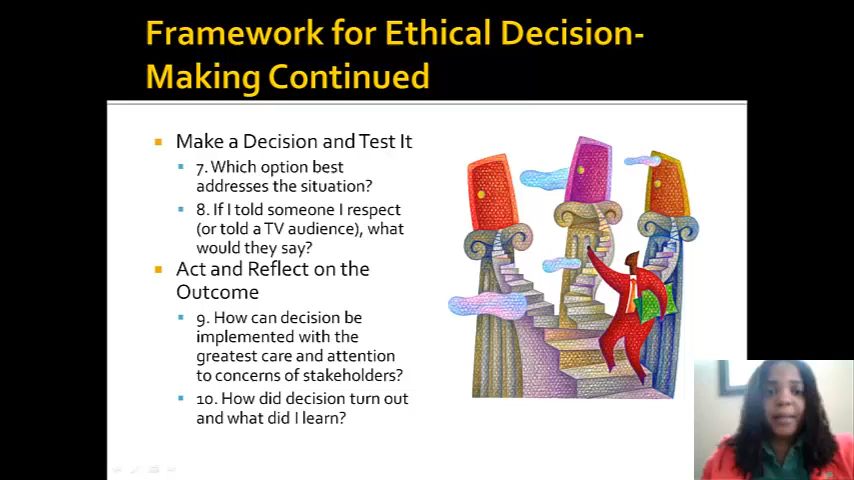 Framework for Ethical Decision-
Making Continued
Make a Decision and Test It
7. Which option best
addresses the situation?
8. If I told someone I respect
(or told a TV audience), what
would they say?
Act and Reflect on the
Outcome
9. How can decision be
implemented with the
greatest care and attention
to concerns of stakeholders?
10. How did decision turn out
and what did I learn?